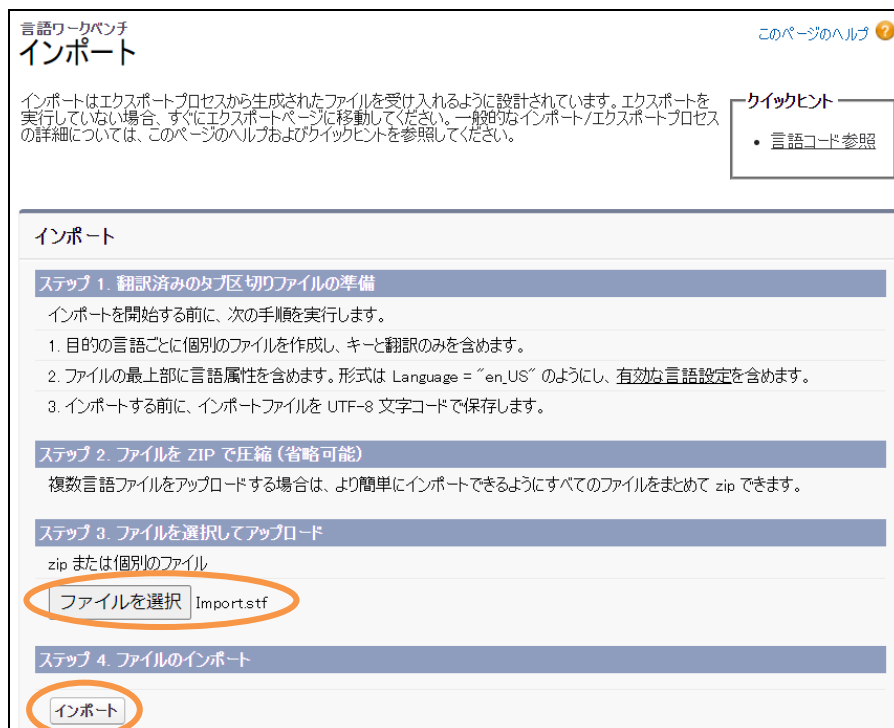 言語ワークベンチ
インポート
このページのヘルプ
インポートはエクスポートプロセスから生成されたファイルを受け入れるように設計されています。エクスポートを
実行していない場合、すぐにエクスポートページに移動してください。一般的なインポート/エクスポートプロセス
の詳細については、このページのヘルプおよびクイックヒントを参照してください。
クイックヒント
• 言語コード参照
インポート
ステップ 1. 翻訳済みのタブ区切りファイルの準備
インポートを開始する前に、次の手順を実行します。
1. 目的の言語ごとに個別のファイルを作成し、キーと翻訳のみを含めます。
2. ファイルの最上部に言語属性を含めます。形式は Language = "en_US" のようにし、有効な言語設定を含めます。
3. インポートする前に、インポートファイルを UTF-8 文字コードで保存します。
ステップ 2. ファイルを ZIP で圧縮 (省略可能)
複数言語ファイルをアップロードする場合は、より簡単にインポートできるようにすべてのファイルをまとめて zip できます。
ステップ 3. ファイルを選択してアップロード
zip または個別のファイル
ファイルを選択 Import.stf
ステップ 4. ファイルのインポート
インポート